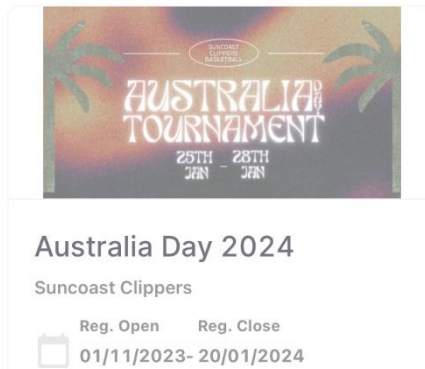 SUNCOAST
CLIPPERS
BASKETBALL
AUSTRALIA DAY
TOURNAMENT
25TH JAN - 28TH JAN
Australia Day 2024
Suncoast Clippers
Reg. Open Reg. Close
01/11/2023- 20/01/2024